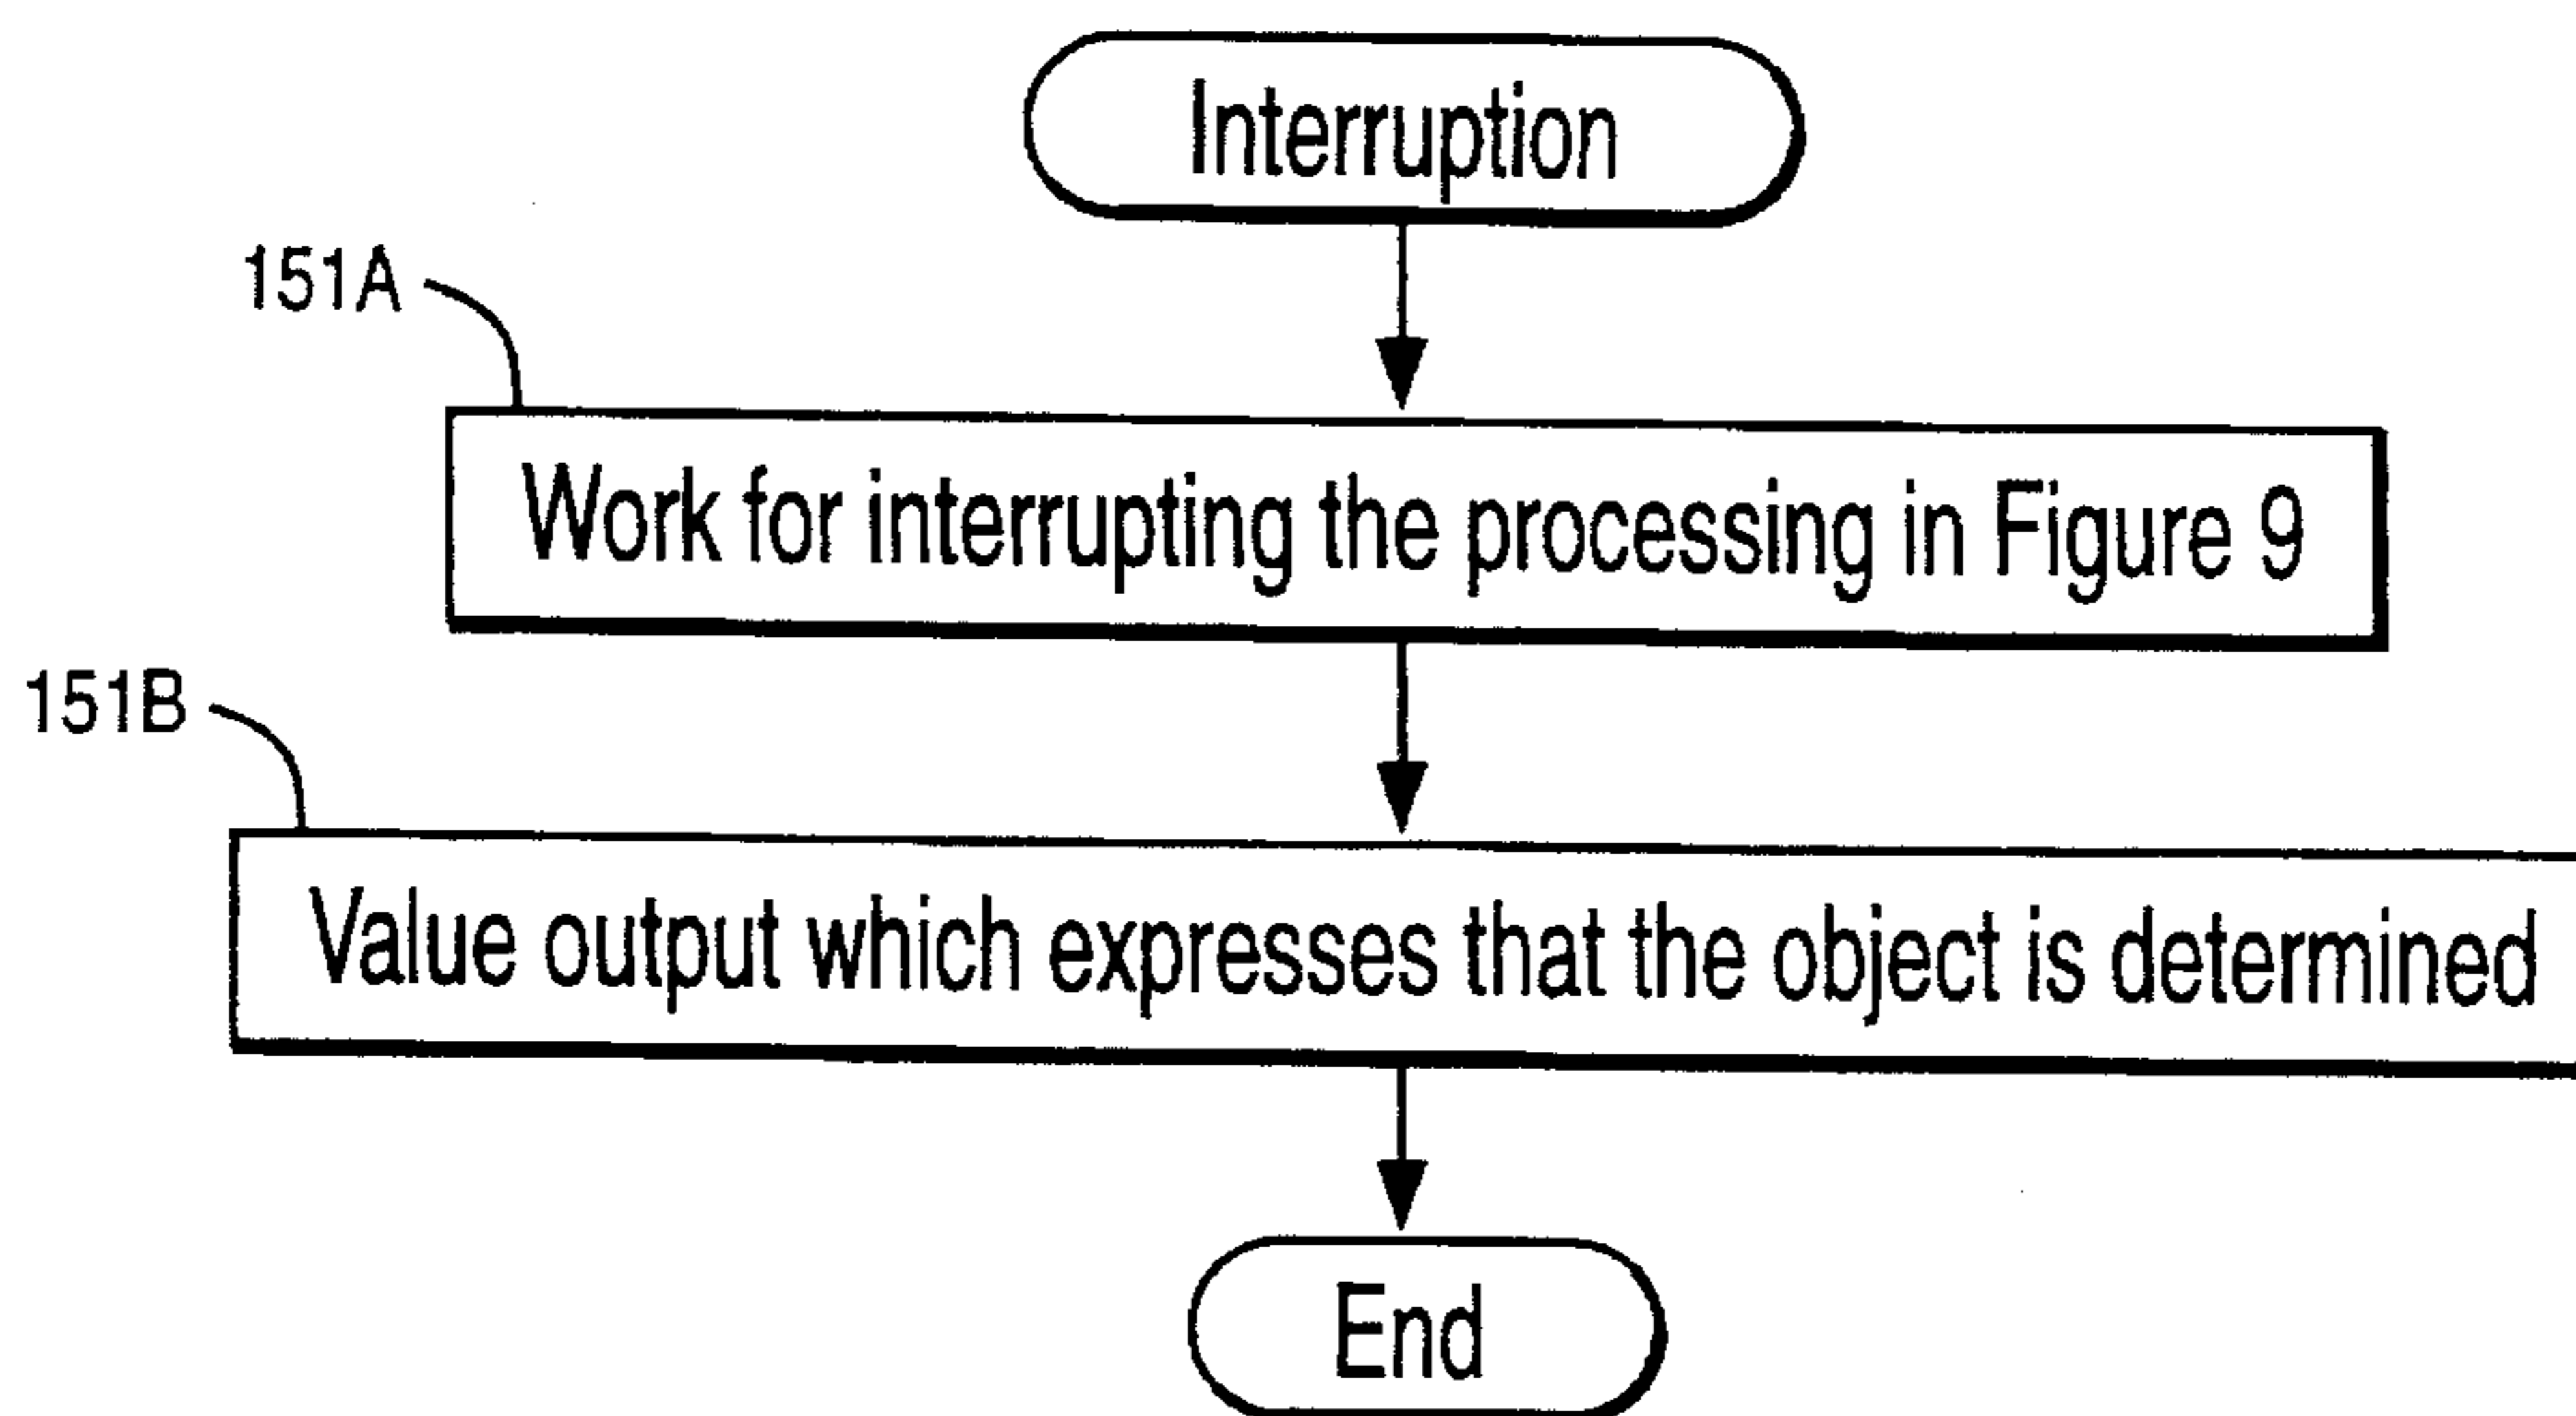 Interruption
151A
Work for interrupting the processing in Figure 9
151B
Value output which expresses that the object is determined
End